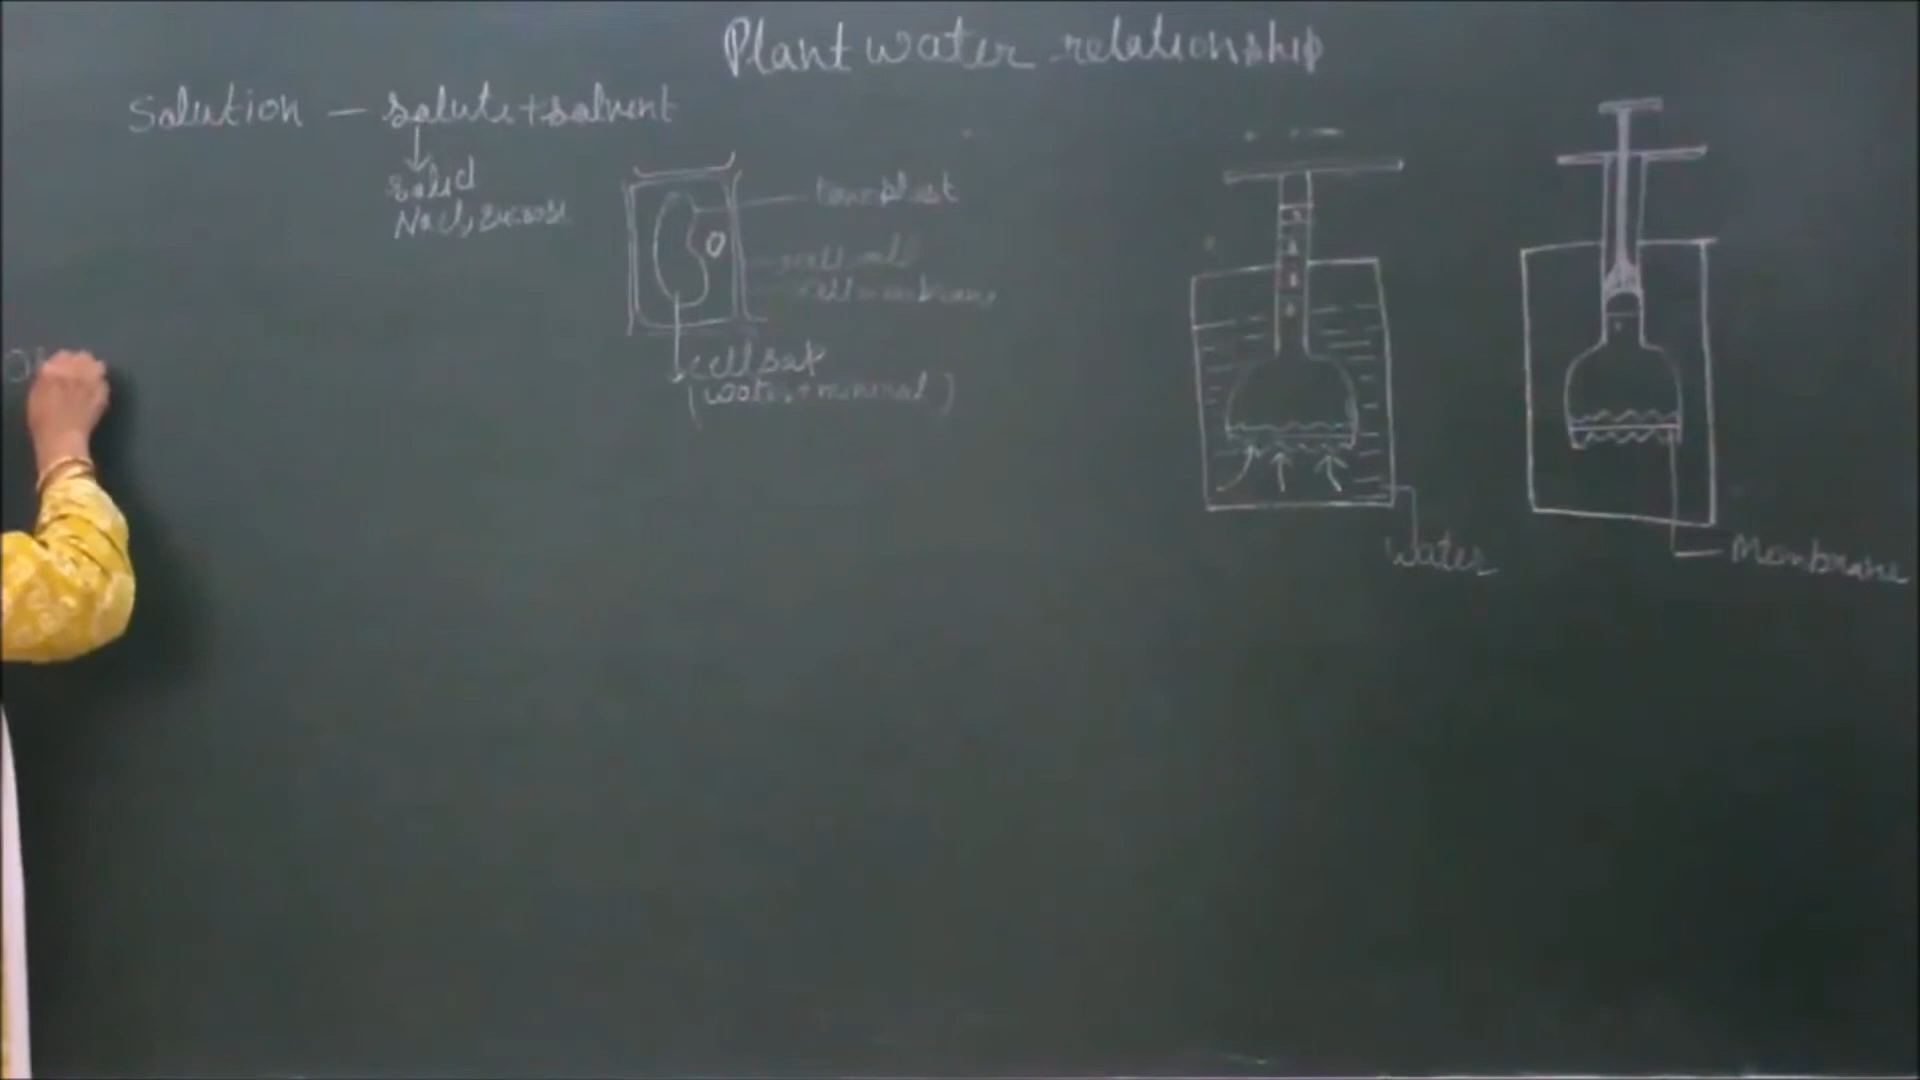 Plant water relationship
Solution — solute + solvent
solid
NaCl, sucrose
tonoplast
cell wall
cell membrane
cell sap
(water + mineral)
water
Membrane